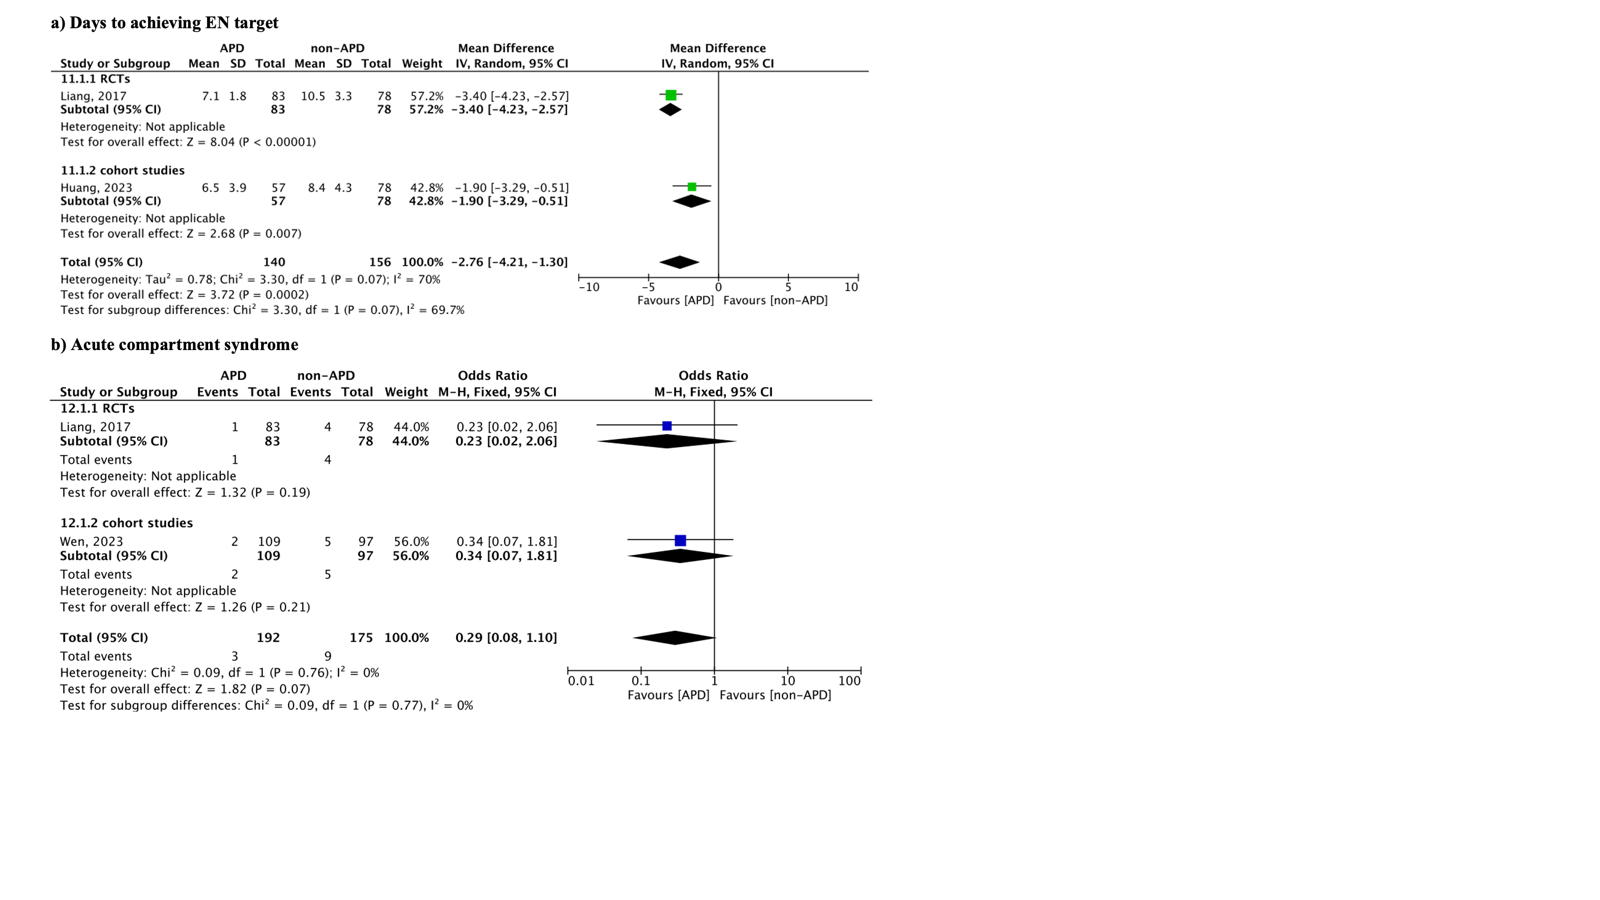 a) Days to achieving EN target
APD non-APD Mean Difference Mean Difference
Study or Subgroup Mean SD Total Mean SD Total Weight IV, Random, 95% CI IV, Random, 95% CI
11.1.1 RCTs
Liang, 2017 7.1 1.8 83 10.5 3.3 78 57.2% −3.40 [−4.23, −2.57]
Subtotal (95% CI) 83 78 57.2% −3.40 [−4.23, −2.57]
Heterogeneity: Not applicable
Test for overall effect: Z = 8.04 (P < 0.00001)
11.1.2 cohort studies
Huang, 2023 6.5 3.9 57 8.4 4.3 78 42.8% −1.90 [−3.29, −0.51]
Subtotal (95% CI) 57 78 42.8% −1.90 [−3.29, −0.51]
Heterogeneity: Not applicable
Test for overall effect: Z = 2.68 (P = 0.007)
Total (95% CI) 140 156 100.0% −2.76 [−4.21, −1.30]
Heterogeneity: Tau² = 0.78; Chi² = 3.30, df = 1 (P = 0.07); I² = 70%
Test for overall effect: Z = 3.72 (P = 0.0002)
Test for subgroup differences: Chi² = 3.30, df = 1 (P = 0.07), I² = 69.7%
−10 −5 0 5 10
Favours [APD] Favours [non-APD]
b) Acute compartment syndrome
APD non-APD Odds Ratio Odds Ratio
Study or Subgroup Events Total Events Total Weight M-H, Fixed, 95% CI M-H, Fixed, 95% CI
12.1.1 RCTs
Liang, 2017 1 83 4 78 44.0% 0.23 [0.02, 2.06]
Subtotal (95% CI) 83 78 44.0% 0.23 [0.02, 2.06]
Total events 1 4
Heterogeneity: Not applicable
Test for overall effect: Z = 1.32 (P = 0.19)
12.1.2 cohort studies
Wen, 2023 2 109 5 97 56.0% 0.34 [0.07, 1.81]
Subtotal (95% CI) 109 97 56.0% 0.34 [0.07, 1.81]
Total events 2 5
Heterogeneity: Not applicable
Test for overall effect: Z = 1.26 (P = 0.21)
Total (95% CI) 192 175 100.0% 0.29 [0.08, 1.10]
Total events 3 9
Heterogeneity: Chi² = 0.09, df = 1 (P = 0.76); I² = 0%
Test for overall effect: Z = 1.82 (P = 0.07)
Test for subgroup differences: Chi² = 0.09, df = 1 (P = 0.77), I² = 0%
0.01 0.1 1 10 100
Favours [APD] Favours [non-APD]